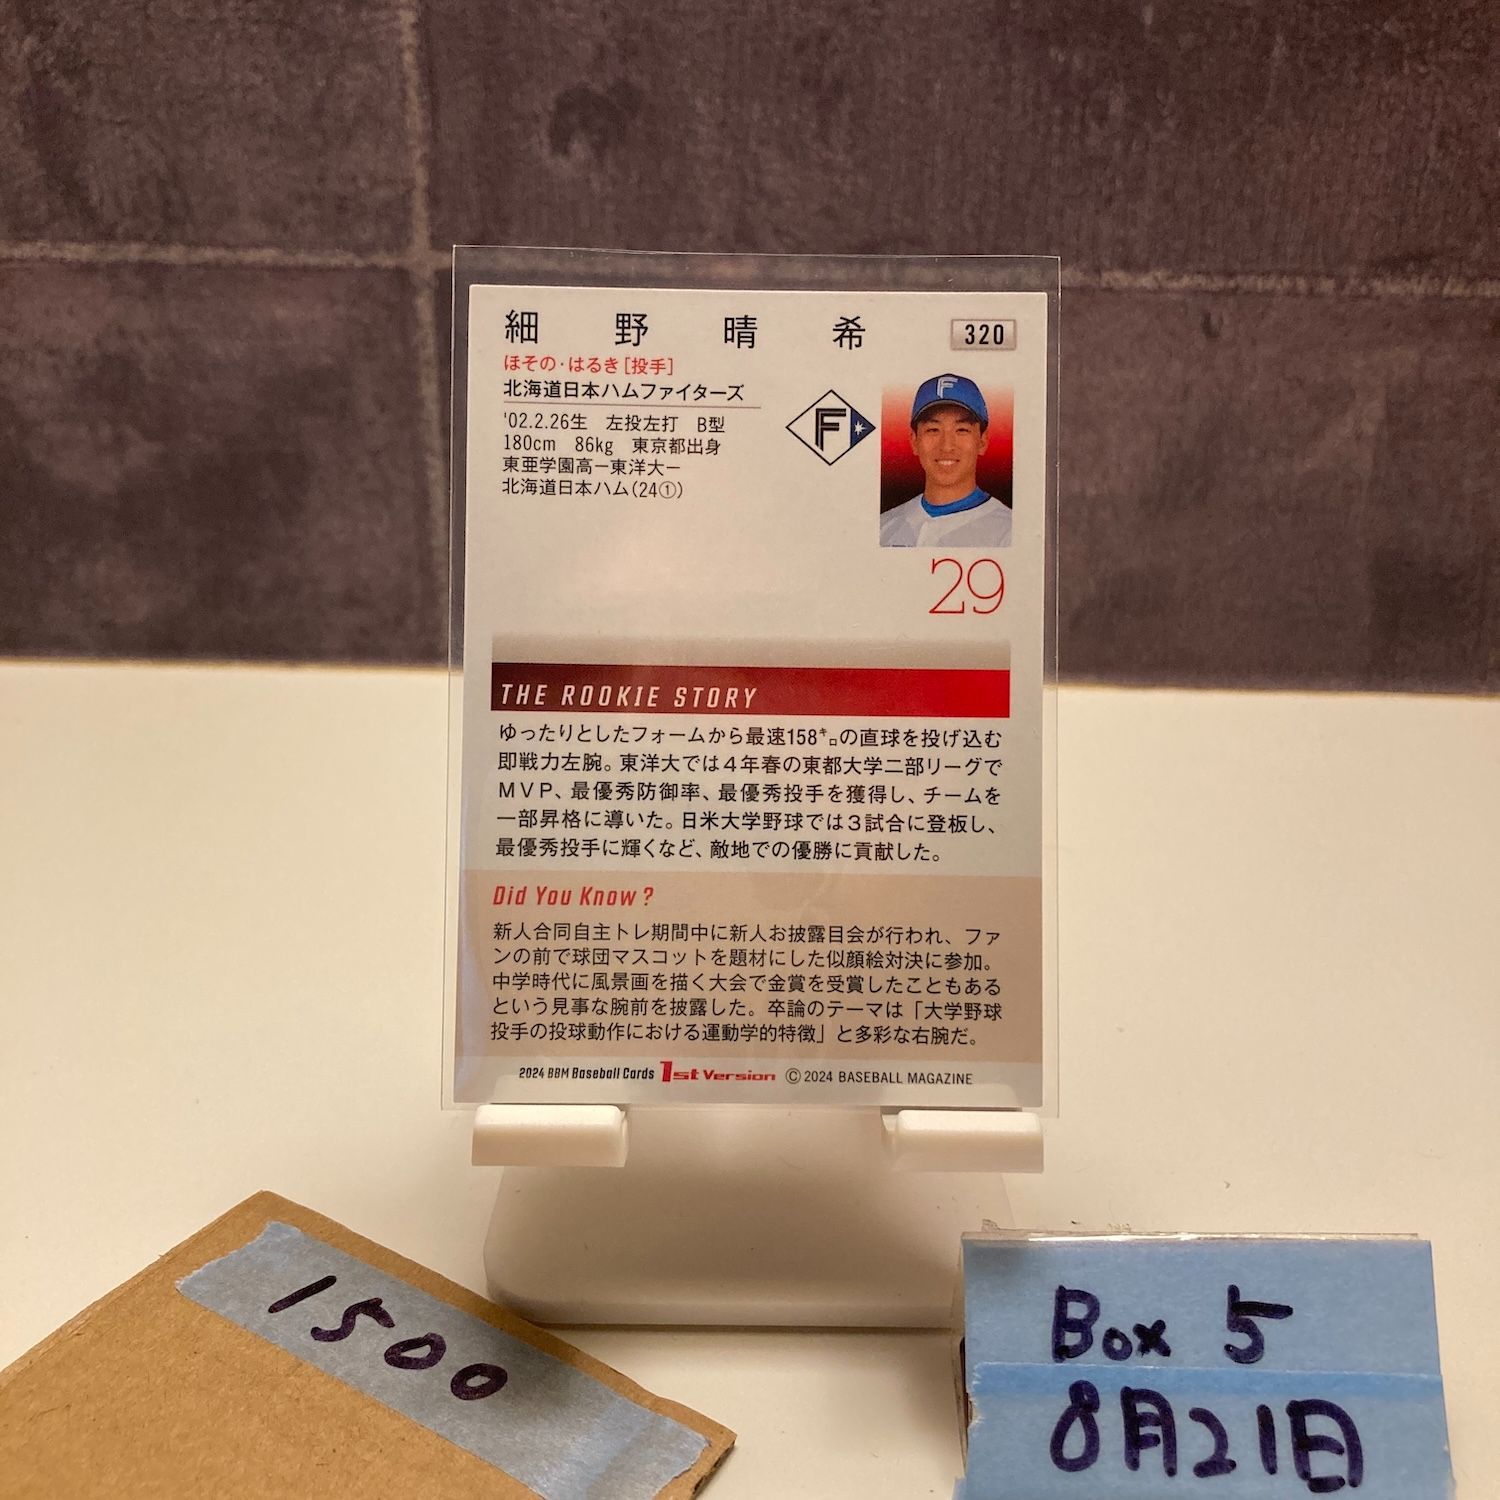 細野晴希
320
ほその・はるき[投手]
北海道日本ハムファイターズ
'02.2.26生 左投左打 B型
180cm 86kg 東京都出身
東亜学園高ー東洋大ー
北海道日本ハム(24①)
F
29
THE ROOKIE STORY
ゆったりとしたフォームから最速158㌔の直球を投げ込む
即戦力左腕。東洋大では4年春の東都大学二部リーグで
MVP、最優秀防御率、最優秀投手を獲得し、チームを
一部昇格に導いた。日米大学野球では3試合に登板し、
最優秀投手に輝くなど、敵地での優勝に貢献した。
Did You Know?
新人合同自主トレ期間中に新人お披露目会が行われ、ファ
ンの前で球団マスコットを題材にした似顔絵対決に参加。
中学時代に風景画を描く大会で金賞を受賞したこともある
という見事な腕前を披露した。卒論のテーマは「大学野球
投手の投球動作における運動学的特徴」と多彩な右腕だ。
2024 BBM Baseball Cards 1st Version ©2024 BASEBALL MAGAZINE
1500
Box 5
8月21日